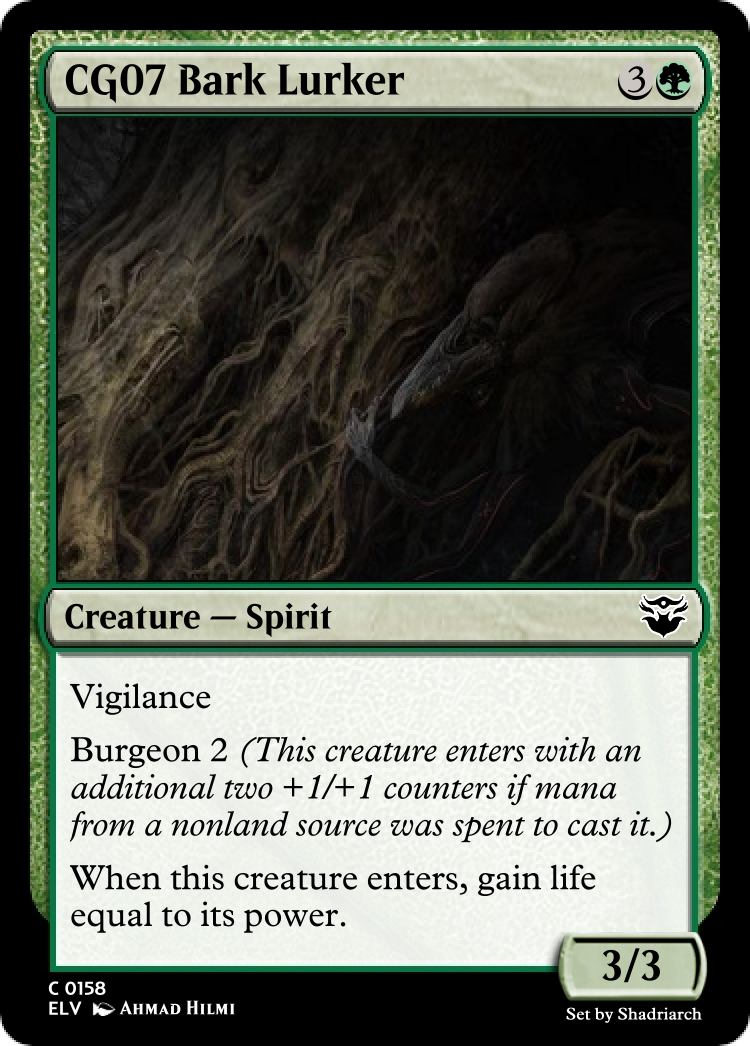 CG07 Bark Lurker
3
Creature — Spirit
Vigilance
Burgeon 2 (This creature enters with an
additional two +1/+1 counters if mana
from a nonland source was spent to cast it.)
When this creature enters, gain life
equal to its power.
3/3
C 0158
ELV Ahmad Hilmi
Set by Shadriarch